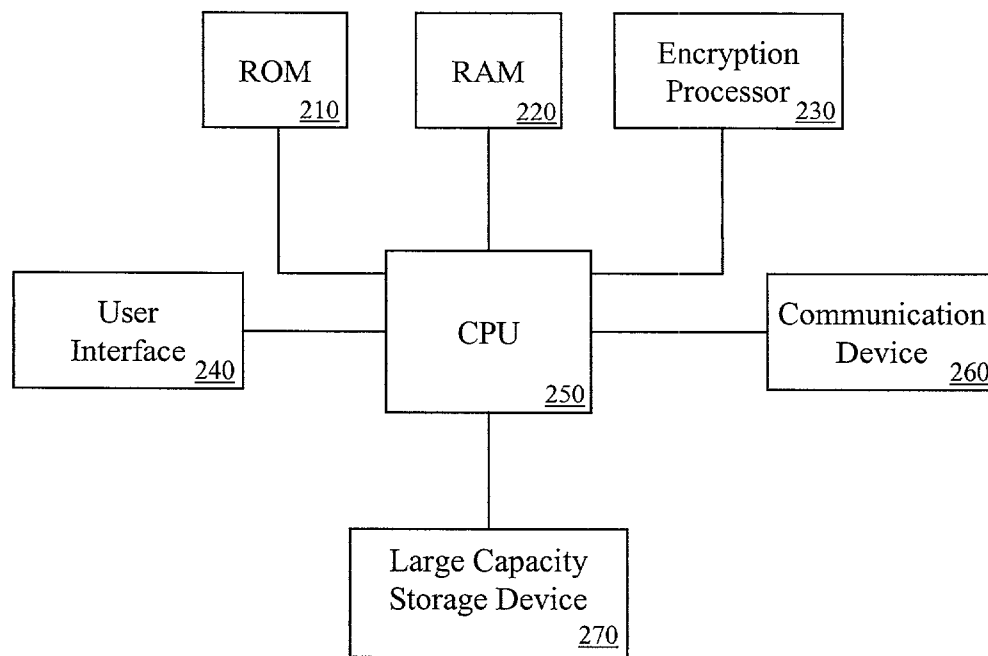 ROM
210
RAM
220
Encryption
Processor
230
User
Interface
240
CPU
250
Communication
Device
260
Large Capacity
Storage Device
270